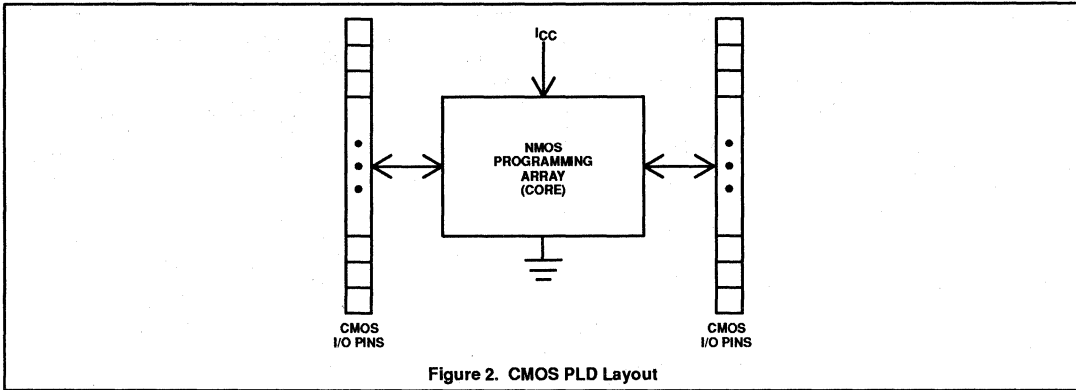 ICC
NMOS
PROGRAMMING
ARRAY
(CORE)
CMOS
I/O PINS
CMOS
I/O PINS
Figure 2. CMOS PLD Layout